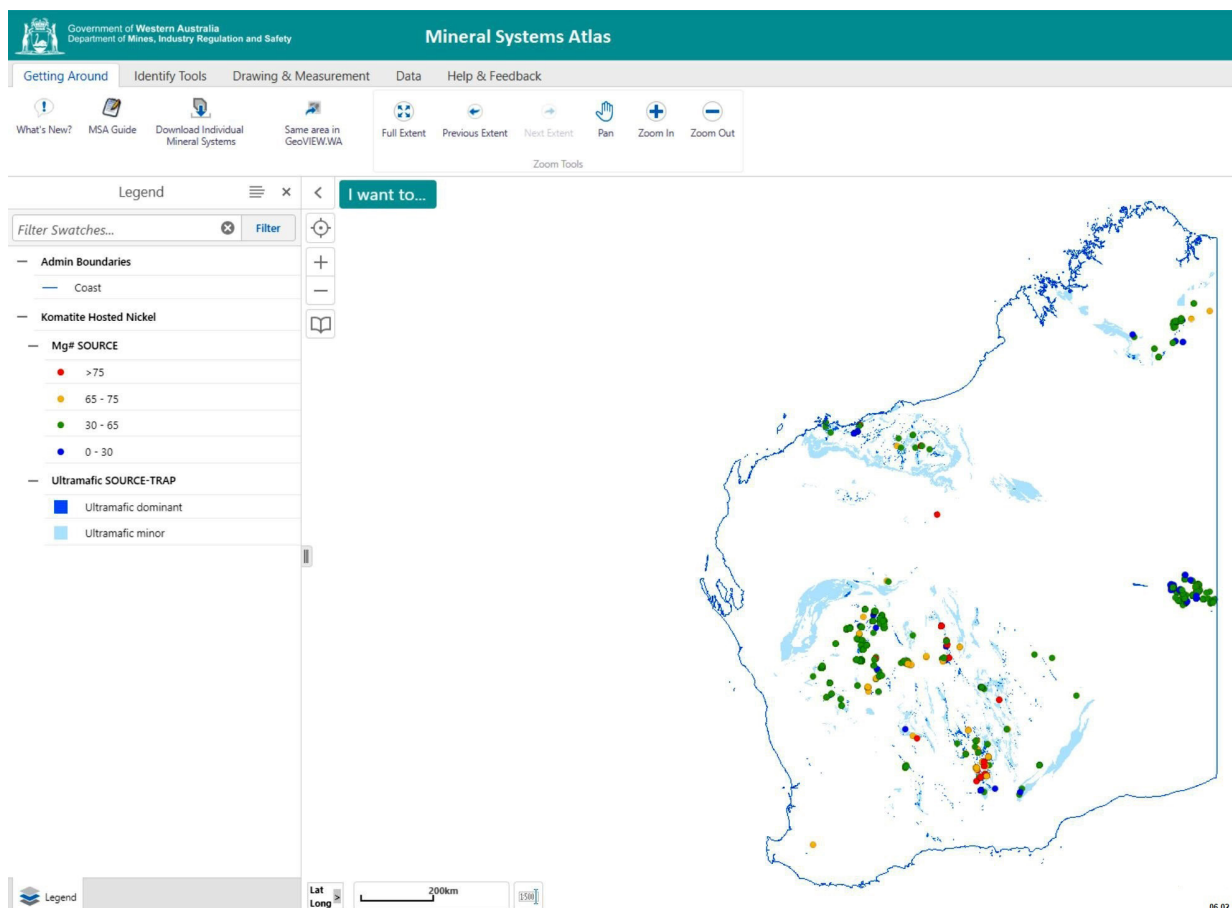 Government of Western Australia
Department of Mines, Industry Regulation and Safety
Mineral Systems Atlas
Getting Around
Identify Tools
Drawing & Measurement
Data
Help & Feedback
What's New?
MSA Guide
Download Individual
Mineral Systems
Same area in
GeoVIEW.WA
Full Extent
Previous Extent
Next Extent
Pan
Zoom In
Zoom Out
Zoom Tools
Legend
I want to...
Filter Swatches...
Filter
Admin Boundaries
Coast
Komatite Hosted Nickel
Mg# SOURCE
>75
65 - 75
30 - 65
0 - 30
Ultramafic SOURCE-TRAP
Ultramafic dominant
Ultramafic minor
Legend
Lat
Long
200km